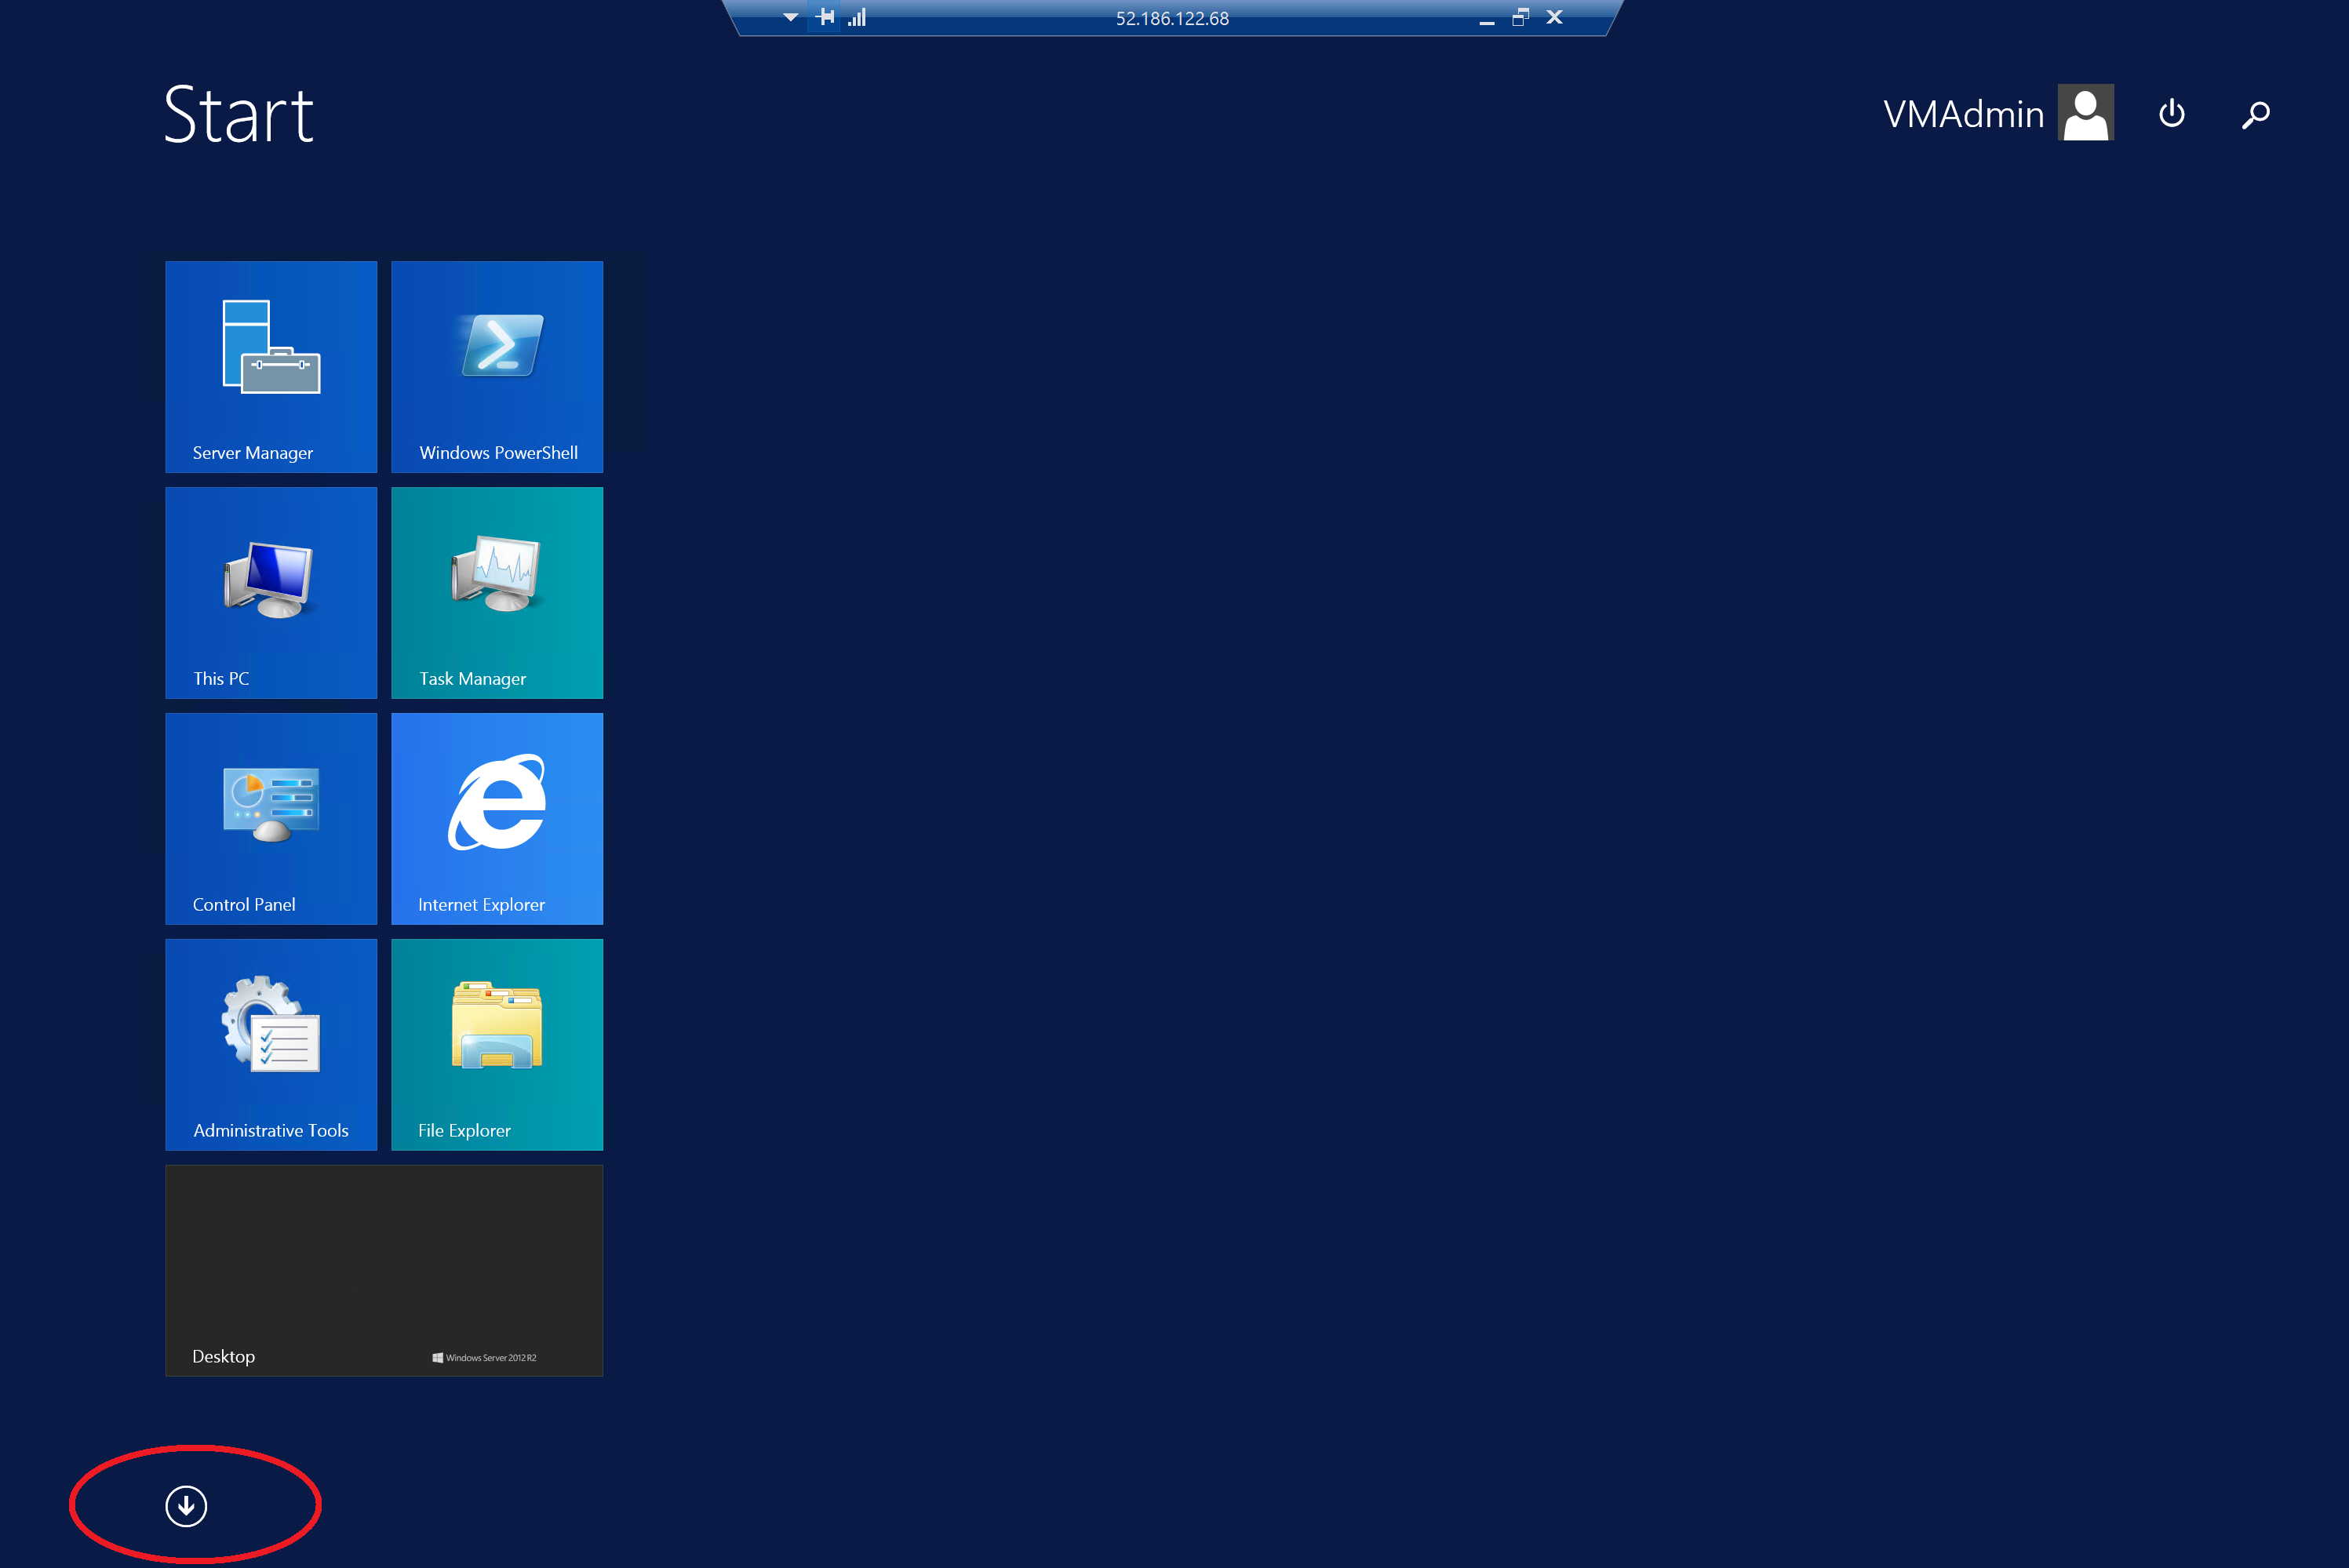 52.186.122.68
Start
VMAdmin
Server Manager
Windows PowerShell
This PC
Task Manager
Control Panel
Internet Explorer
Administrative Tools
File Explorer
Desktop
Windows Server 2012 R2